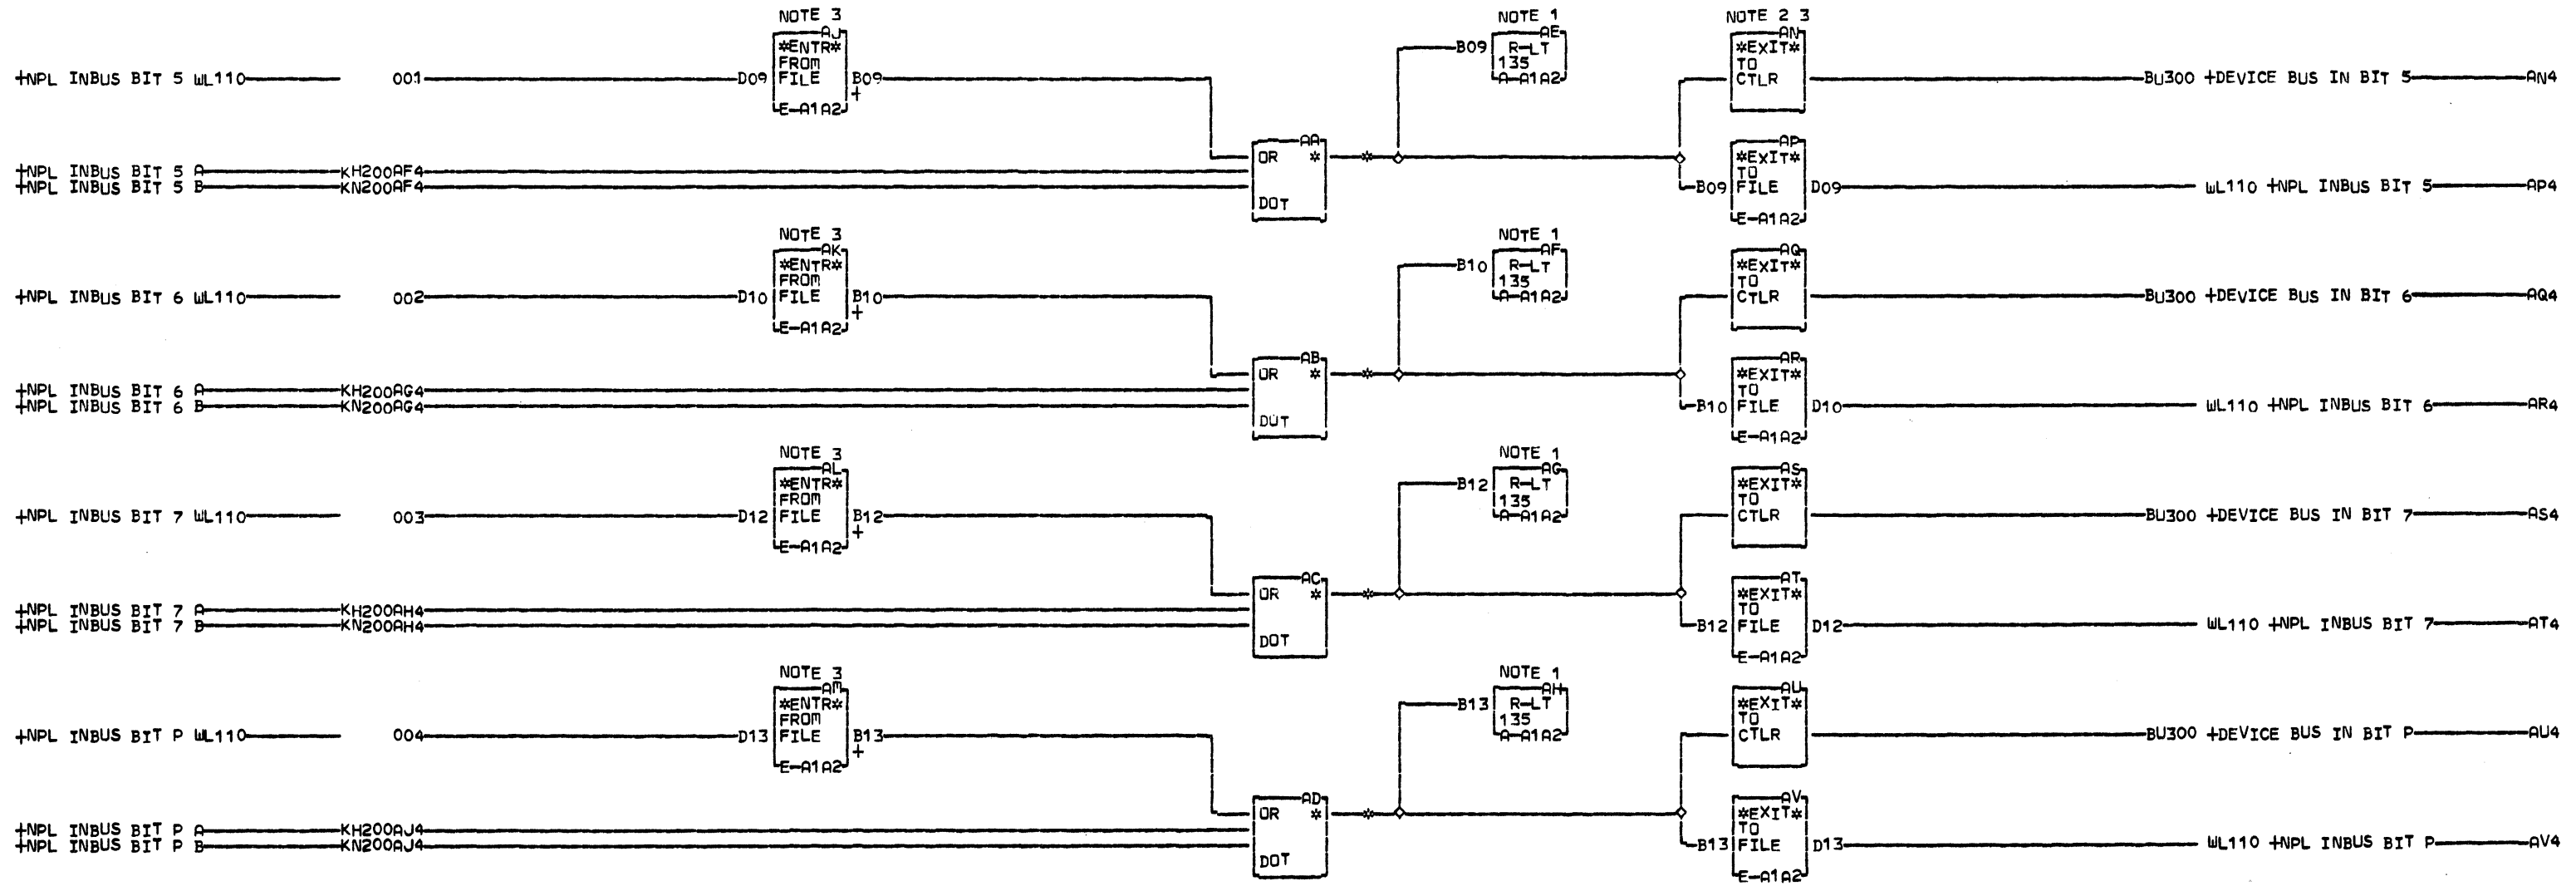 NOTE 3 NOTE 1 NOTE 2 3
AJ AE AN
*ENTR* B09 R-LT *EXIT*
FROM 135 TO
+NPL INBUS BIT 5 WL110 001 D09 FILE B09 A-A1A2 CTLR BU300 +DEVICE BUS IN BIT 5 AN4
+
E-A1A2
AA AP
OR * * *EXIT*
+NPL INBUS BIT 5 A KH200AF4 TO
+NPL INBUS BIT 5 B KN200AF4 B09 FILE D09 WL110 +NPL INBUS BIT 5 AP4
DOT
E-A1A2
NOTE 3 NOTE 1
AK AF AQ
*ENTR* B10 R-LT *EXIT*
FROM 135 TO
+NPL INBUS BIT 6 WL110 002 D10 FILE B10 A-A1A2 CTLR BU300 +DEVICE BUS IN BIT 6 AQ4
+
E-A1A2
AB AR
OR * * *EXIT*
+NPL INBUS BIT 6 A KH200AG4 TO
+NPL INBUS BIT 6 B KN200AG4 B10 FILE D10 WL110 +NPL INBUS BIT 6 AR4
DOT
E-A1A2
NOTE 3 NOTE 1
AL AG AS
*ENTR* B12 R-LT *EXIT*
FROM 135 TO
+NPL INBUS BIT 7 WL110 003 D12 FILE B12 A-A1A2 CTLR BU300 +DEVICE BUS IN BIT 7 AS4
+
E-A1A2
AC AT
OR * * *EXIT*
+NPL INBUS BIT 7 A KH200AH4 TO
+NPL INBUS BIT 7 B KN200AH4 B12 FILE D12 WL110 +NPL INBUS BIT 7 AT4
DOT
E-A1A2
NOTE 3 NOTE 1
AM AH AU
*ENTR* B13 R-LT *EXIT*
FROM 135 TO
+NPL INBUS BIT P WL110 004 D13 FILE B13 A-A1A2 CTLR BU300 +DEVICE BUS IN BIT P AU4
+
E-A1A2
AD AV
OR * * *EXIT*
+NPL INBUS BIT P A KH200AJ4 TO
+NPL INBUS BIT P B KN200AJ4 B13 FILE D13 WL110 +NPL INBUS BIT P AV4
DOT
E-A1A2